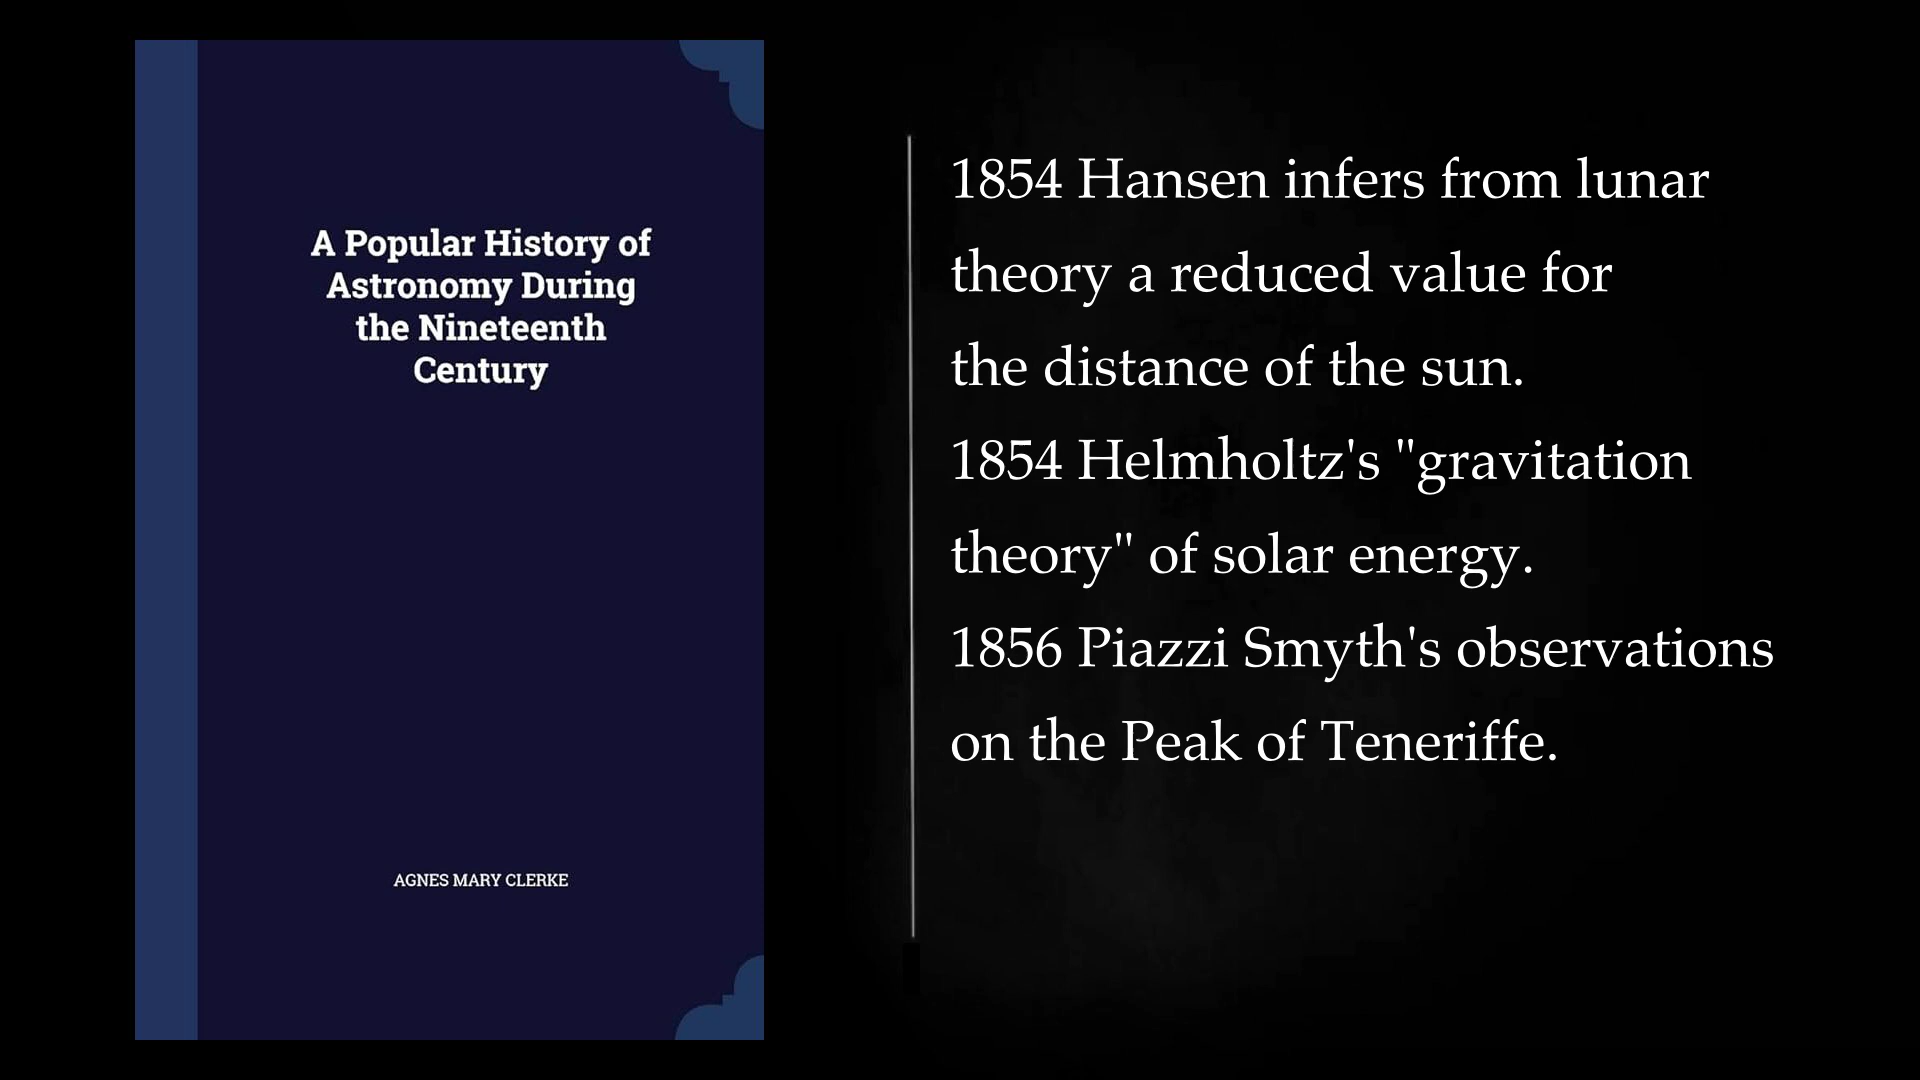 A Popular History of
Astronomy During
the Nineteenth
Century
AGNES MARY CLERKE
1854 Hansen infers from lunar
theory a reduced value for
the distance of the sun.
1854 Helmholtz's "gravitation
theory" of solar energy.
1856 Piazzi Smyth's observations
on the Peak of Teneriffe.